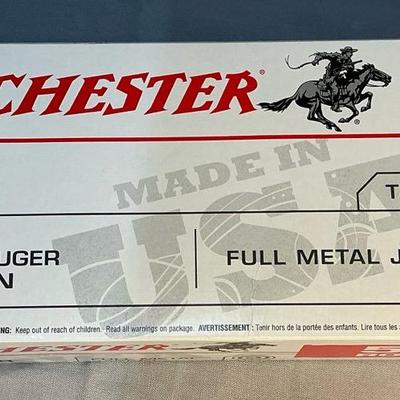 CHESTER®
MADE IN
USA
T
UGER
N
FULL METAL J
NG: Keep out of reach of children. Read all warnings on package. AVERTISSEMENT: Tenir hors de la portée des enfants. Lire tous les